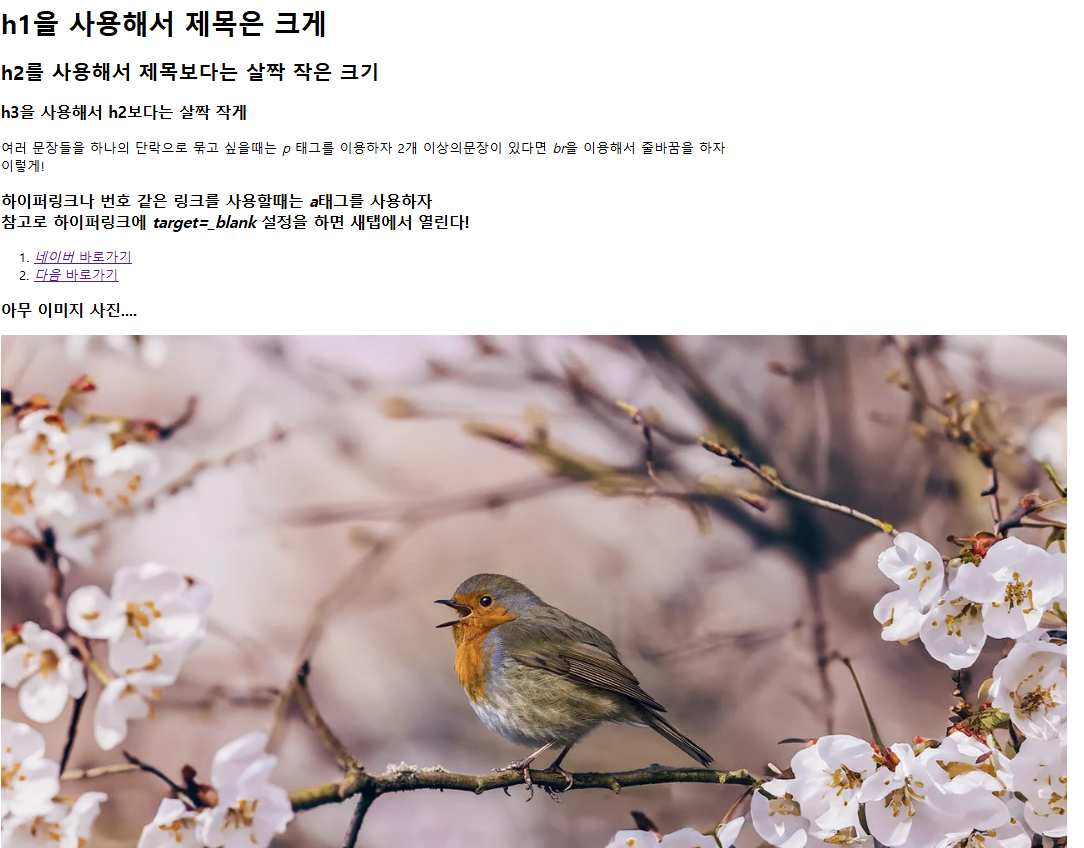 h1을 사용해서 제목은 크게
h2를 사용해서 제목보다는 살짝 작은 크기
h3을 사용해서 h2보다는 살짝 작게
여러 문장들을 하나의 단락으로 묶고 싶을때는 p 태그를 이용하자 2개 이상의문장이 있다면 br을 이용해서 줄바꿈을 하자
이렇게!
하이퍼링크나 번호 같은 링크를 사용할때는 a태그를 사용하자
참고로 하이퍼링크에 target=_blank 설정을 하면 새탭에서 열린다!
1. 네이버 바로가기
2. 다음 바로가기
아무 이미지 사진....